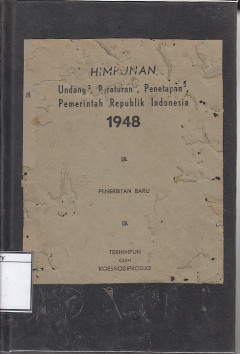 HIMPUNAN
Undang², Peraturan², Penetapan²,
Pemerintah Republik Indonesia
1948
PENERBITAN BARU
TERHIMPUN
OLEH
KOESNODIPRODJO